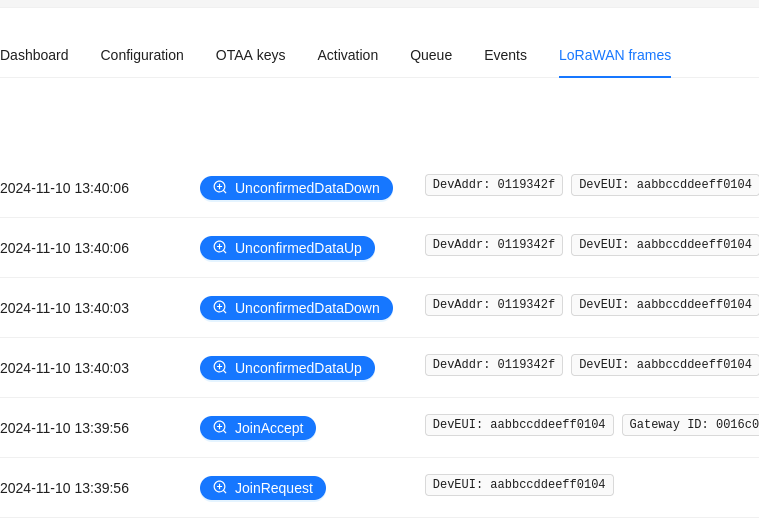 Dashboard Configuration OTAA keys Activation Queue Events LoRaWAN frames
2024-11-10 13:40:06 UnconfirmedDataDown DevAddr: 0119342f DevEUI: aabbccddeeff0104
2024-11-10 13:40:06 UnconfirmedDataUp DevAddr: 0119342f DevEUI: aabbccddeeff0104
2024-11-10 13:40:03 UnconfirmedDataDown DevAddr: 0119342f DevEUI: aabbccddeeff0104
2024-11-10 13:40:03 UnconfirmedDataUp DevAddr: 0119342f DevEUI: aabbccddeeff0104
2024-11-10 13:39:56 JoinAccept DevEUI: aabbccddeeff0104 Gateway ID: 0016c0
2024-11-10 13:39:56 JoinRequest DevEUI: aabbccddeeff0104